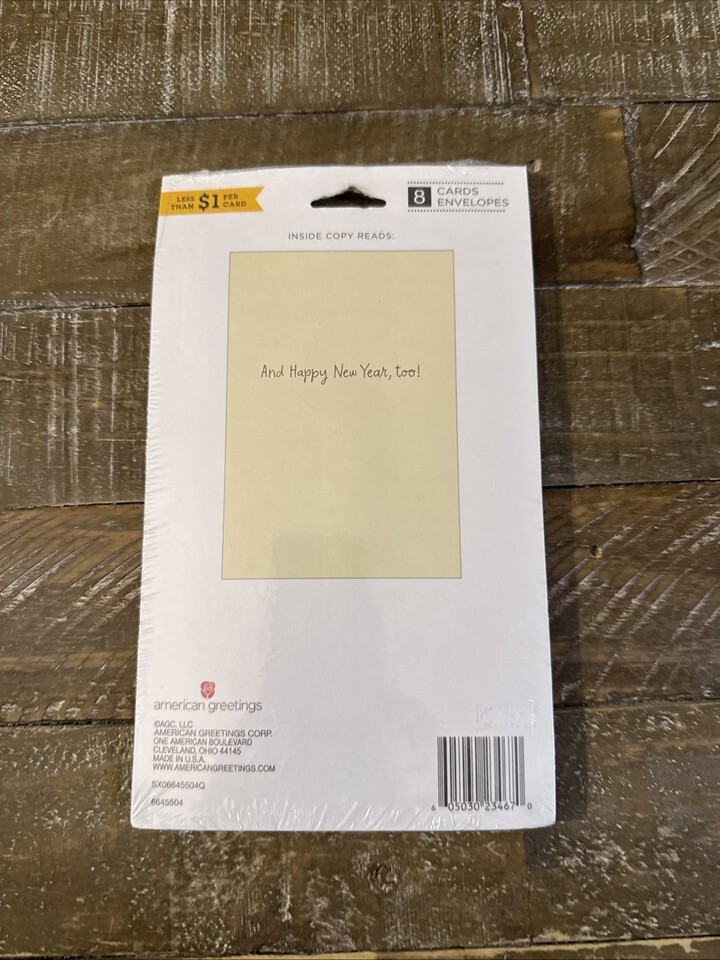 LESS THAN $1 PER CARD
8 CARDS ENVELOPES
INSIDE COPY READS:
And Happy New Year, too!
american greetings
©AGC, LLC
AMERICAN GREETINGS CORP.
ONE AMERICAN BOULEVARD
CLEVELAND, OHIO 44145
MADE IN U.S.A.
WWW.AMERICANGREETINGS.COM
SX06645504Q
6645504
6 05030 23467 0